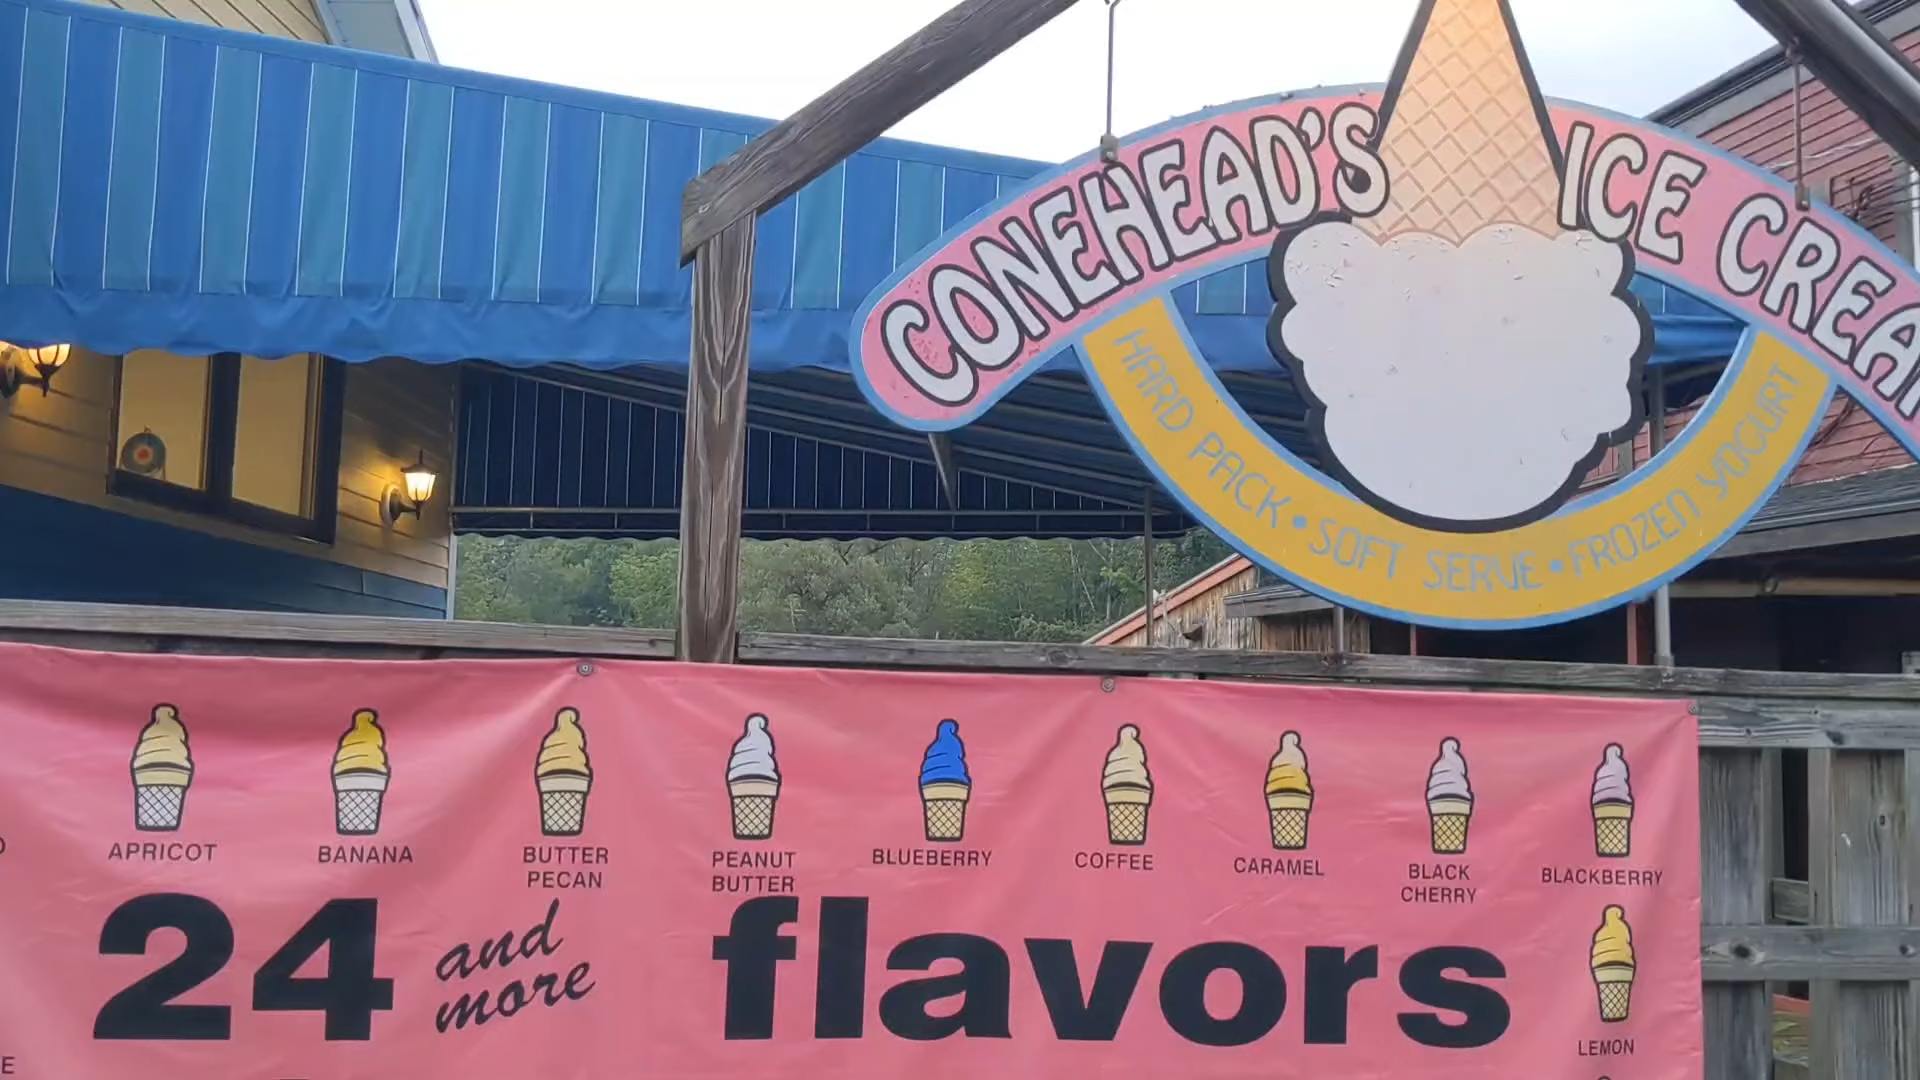 CONEHEAD'S ICE CREA
HARD PACK • SOFT SERVE • FROZEN YOGURT
APRICOT
BANANA
BUTTER
PECAN
PEANUT
BUTTER
BLUEBERRY
COFFEE
CARAMEL
BLACK
CHERRY
BLACKBERRY
24 and more flavors
LEMON